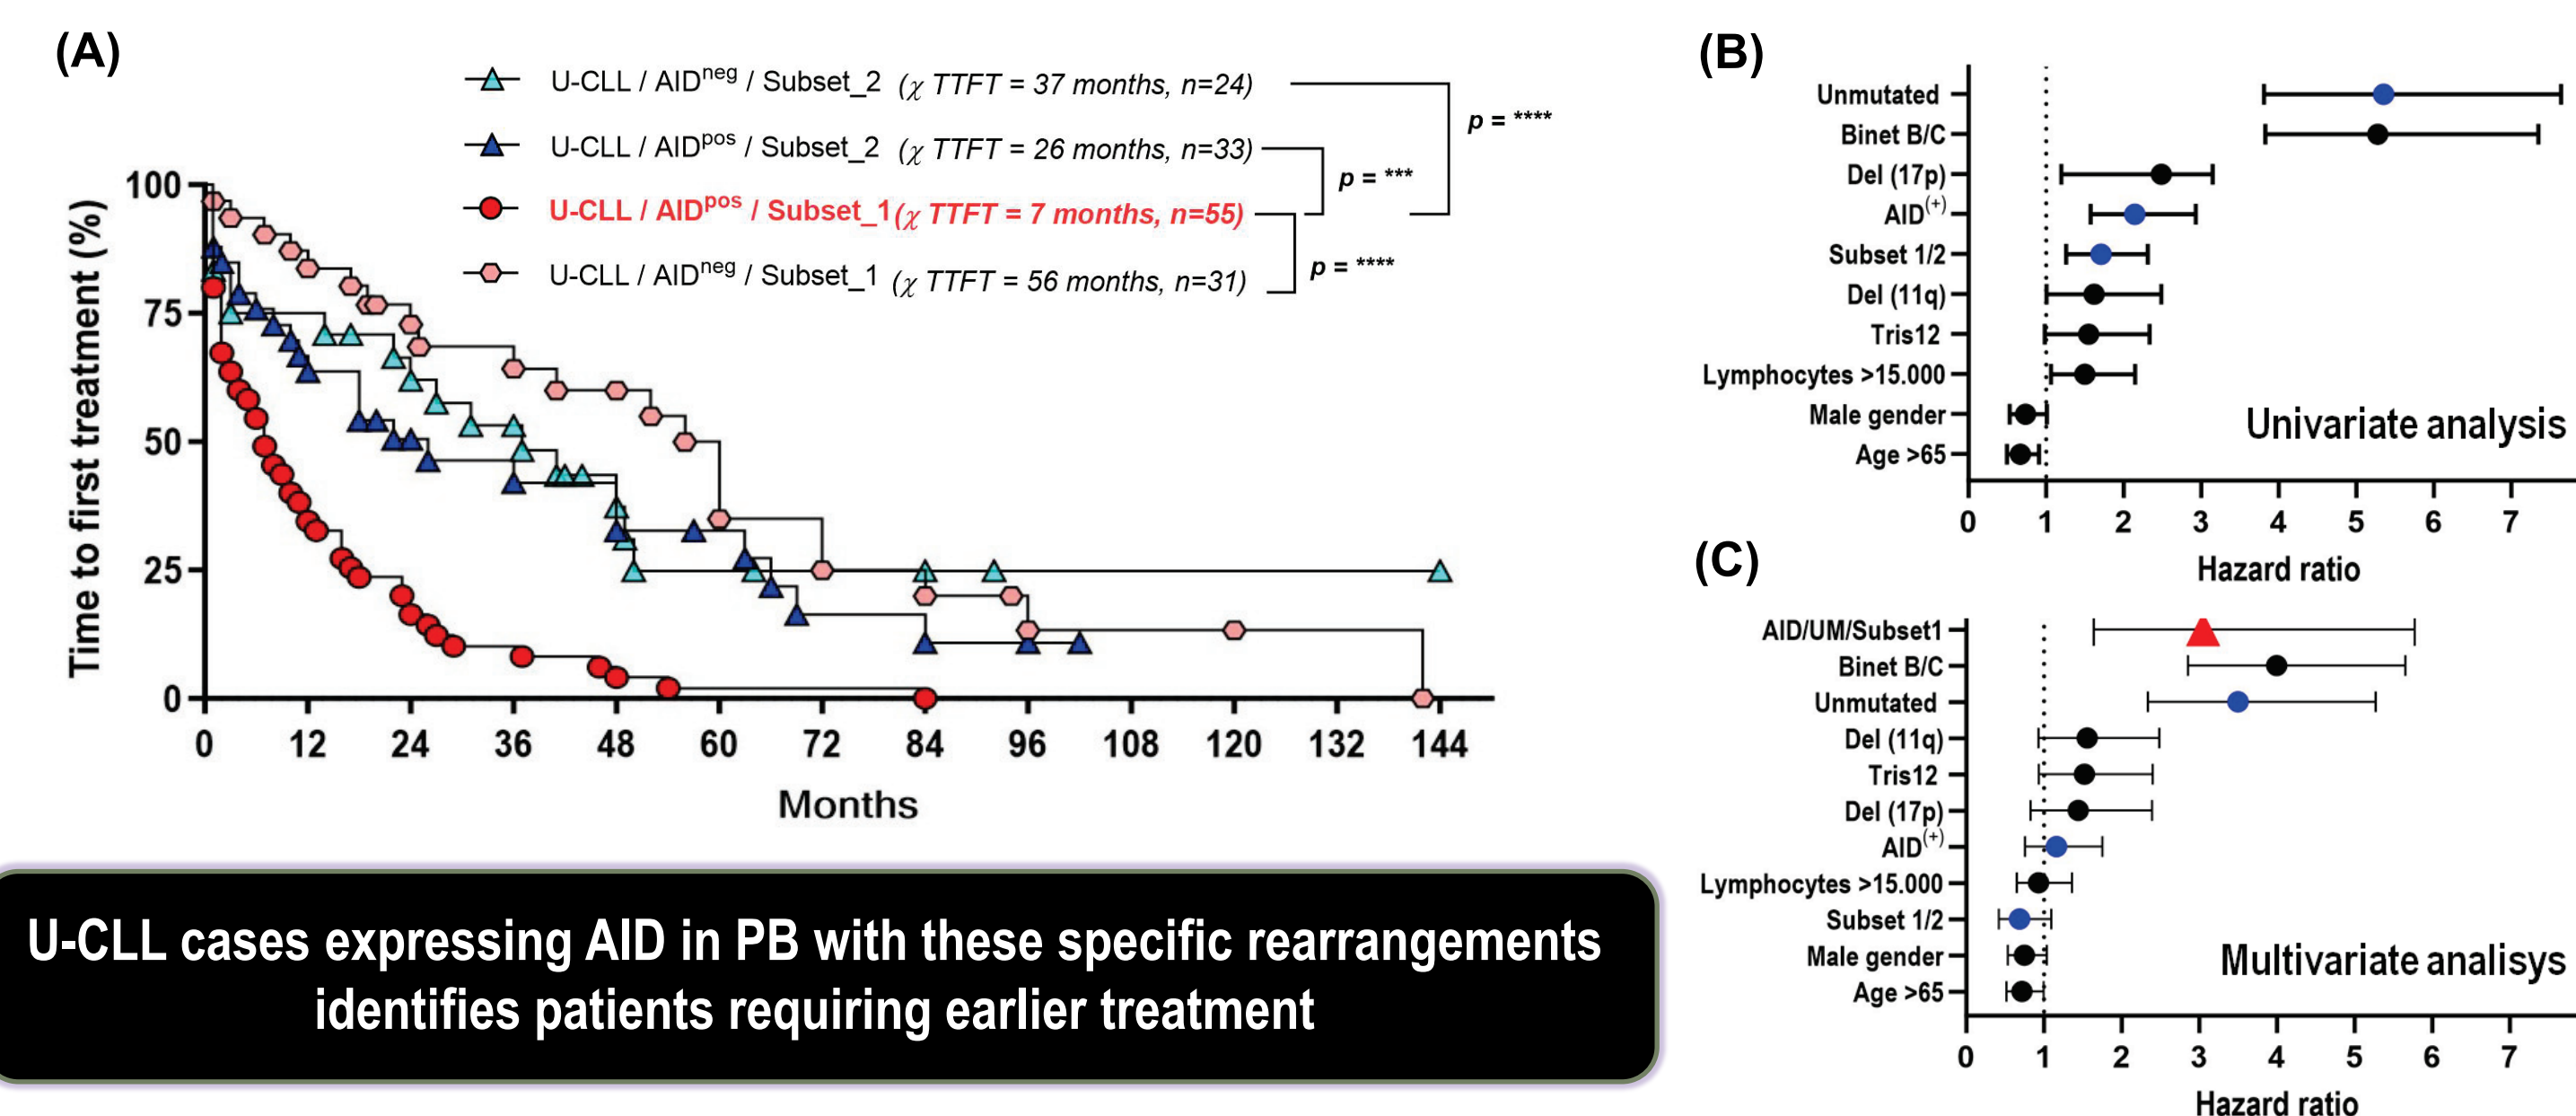 (A)
U-CLL / AIDneg / Subset_2 (χ TTFT = 37 months, n=24)
p = ****
U-CLL / AIDpos / Subset_2 (χ TTFT = 26 months, n=33)
p = ***
U-CLL / AIDpos / Subset_1(χ TTFT = 7 months, n=55)
p = ****
U-CLL / AIDneg / Subset_1 (χ TTFT = 56 months, n=31)
Time to first treatment (%)
100
75
50
25
0
0 12 24 36 48 60 72 84 96 108 120 132 144
Months
U-CLL cases expressing AID in PB with these specific rearrangements
identifies patients requiring earlier treatment
(B)
Unmutated
Binet B/C
Del (17p)
AID(+)
Subset 1/2
Del (11q)
Tris12
Lymphocytes >15.000
Male gender
Age >65
Univariate analysis
0 1 2 3 4 5 6 7
Hazard ratio
(C)
AID/UM/Subset1
Binet B/C
Unmutated
Del (11q)
Tris12
Del (17p)
AID(+)
Lymphocytes >15.000
Subset 1/2
Male gender
Age >65
Multivariate analisys
0 1 2 3 4 5 6 7
Hazard ratio